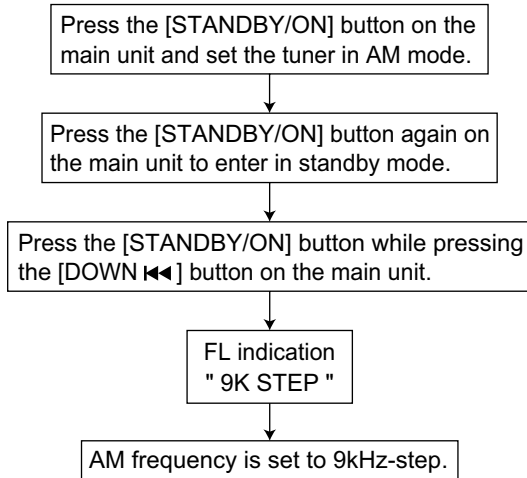 Press the [STANDBY/ON] button on the
main unit and set the tuner in AM mode.
Press the [STANDBY/ON] button again on
the main unit to enter in standby mode.
Press the [STANDBY/ON] button while pressing
the [DOWN ⏮] button on the main unit.
FL indication
" 9K STEP "
AM frequency is set to 9kHz-step.